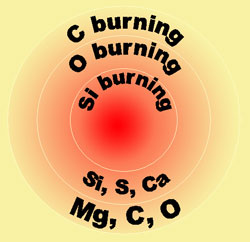 C burning
O burning
Si burning
Si, S, Ca
Mg, C, O